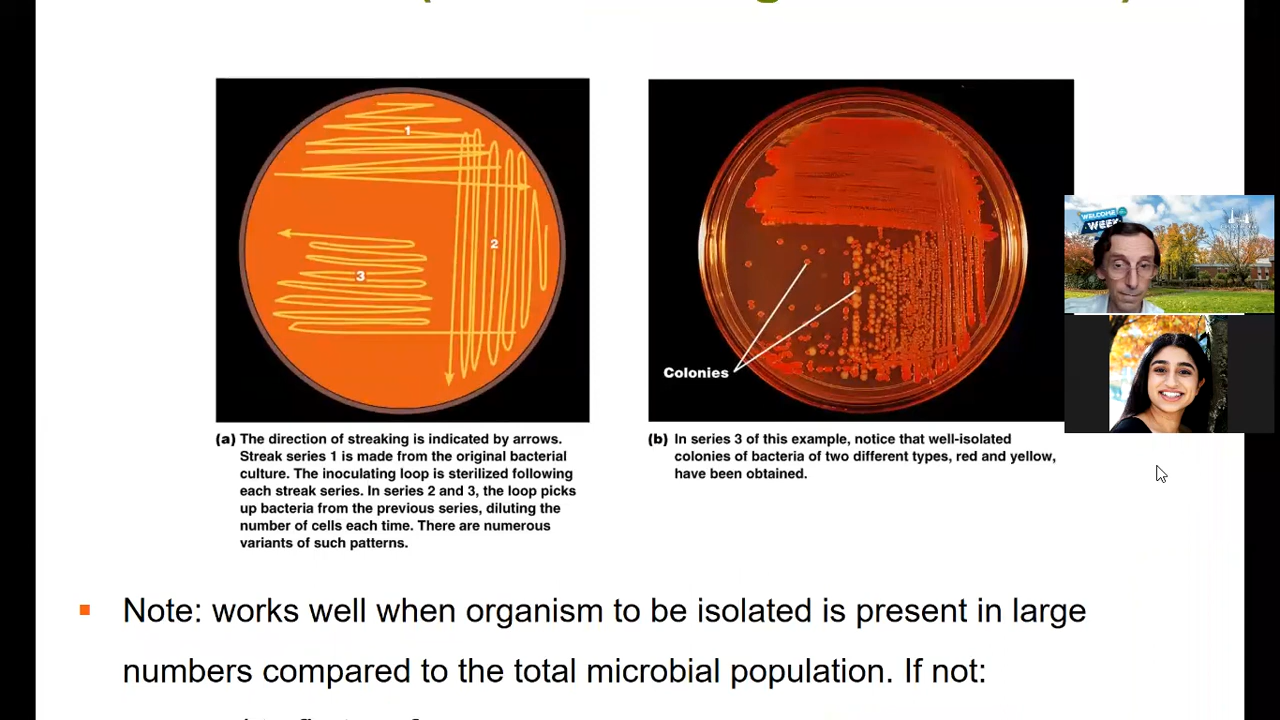 1
2
3
Colonies
(a) The direction of streaking is indicated by arrows.
Streak series 1 is made from the original bacterial
culture. The inoculating loop is sterilized following
each streak series. In series 2 and 3, the loop picks
up bacteria from the previous series, diluting the
number of cells each time. There are numerous
variants of such patterns.
(b) In series 3 of this example, notice that well-isolated
colonies of bacteria of two different types, red and yellow,
have been obtained.
WELCOME
WEEK
▪ Note: works well when organism to be isolated is present in large
numbers compared to the total microbial population. If not: